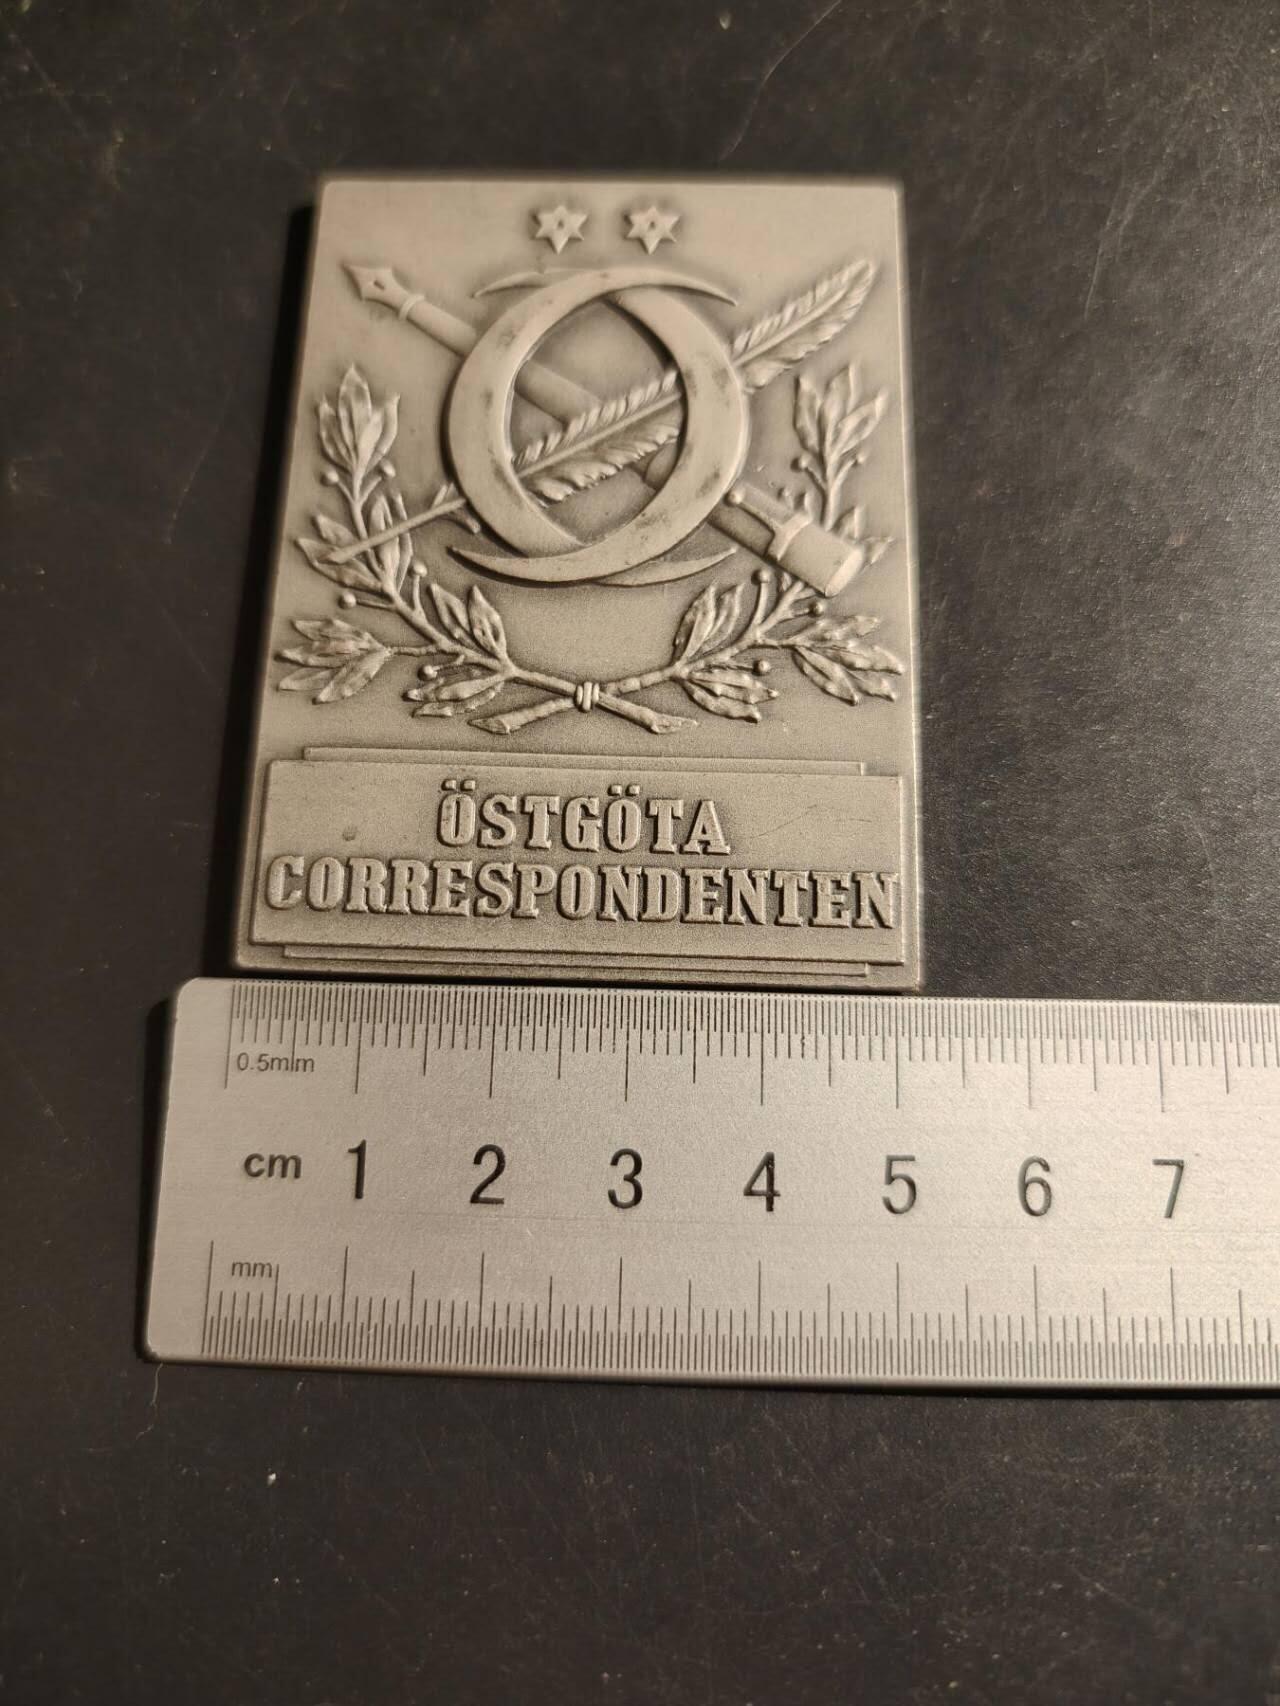 ÖSTGÖTA
CORRESPONDENTEN
0.5mm
cm 1 2 3 4 5 6 7
mm